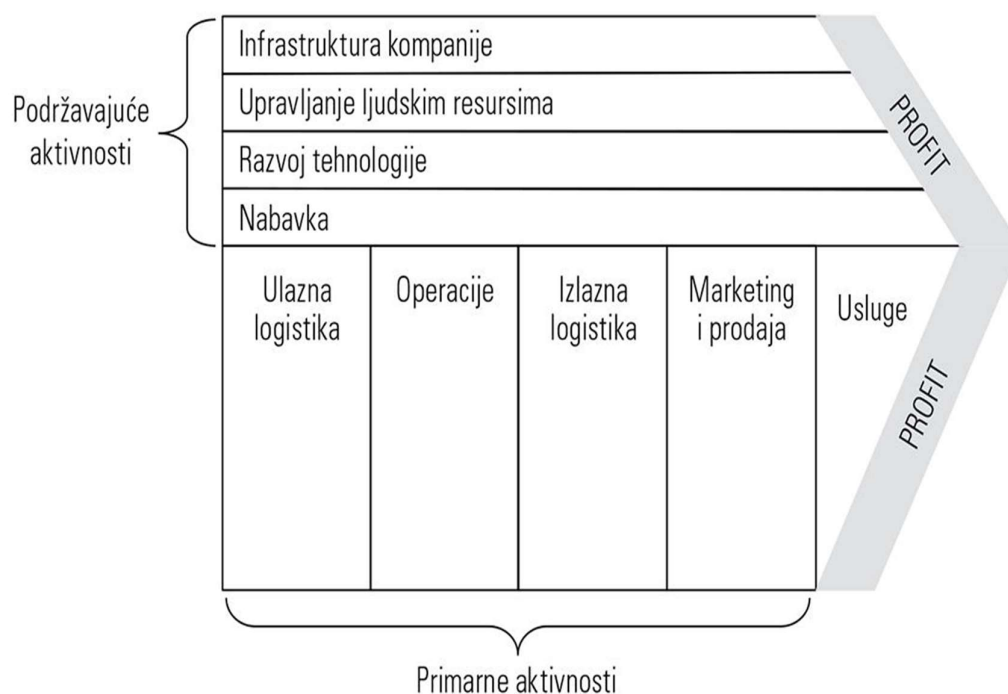 Podržavajuće
aktivnosti
Infrastruktura kompanije
Upravljanje ljudskim resursima
Razvoj tehnologije
Nabavka
PROFIT
Ulazna
logistika
Operacije
Izlazna
logistika
Marketing
i prodaja
Usluge
PROFIT
Primarne aktivnosti